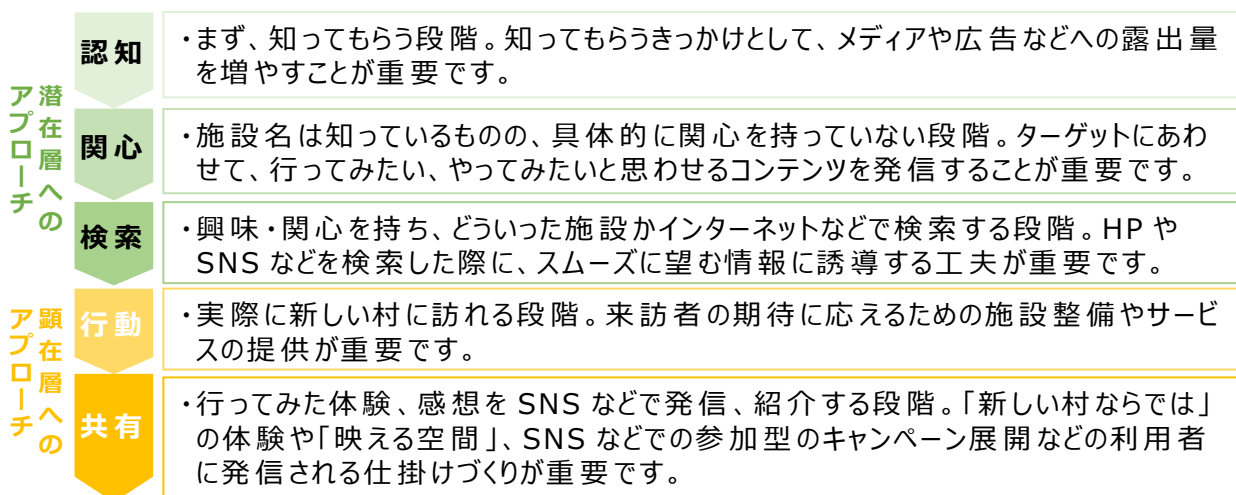 潜在層への
アプローチ
認知
・まず、知ってもらう段階。知ってもらうきっかけとして、メディアや広告などへの露出量
を増やすことが重要です。
関心
・施設名は知っているものの、具体的に関心を持っていない段階。ターゲットにあわ
せて、行ってみたい、やってみたいと思わせるコンテンツを発信することが重要です。
検索
・興味・関心を持ち、どういった施設かインターネットなどで検索する段階。HP や
SNS などを検索した際に、スムーズに望む情報に誘導する工夫が重要です。
顕在層への
アプローチ
行動
・実際に新しい村に訪れる段階。来訪者の期待に応えるための施設整備やサービ
スの提供が重要です。
共有
・行ってみた体験、感想を SNS などで発信、紹介する段階。「新しい村ならでは」
の体験や「映える空間」、SNS などでの参加型のキャンペーン展開などの利用者
に発信される仕掛けづくりが重要です。